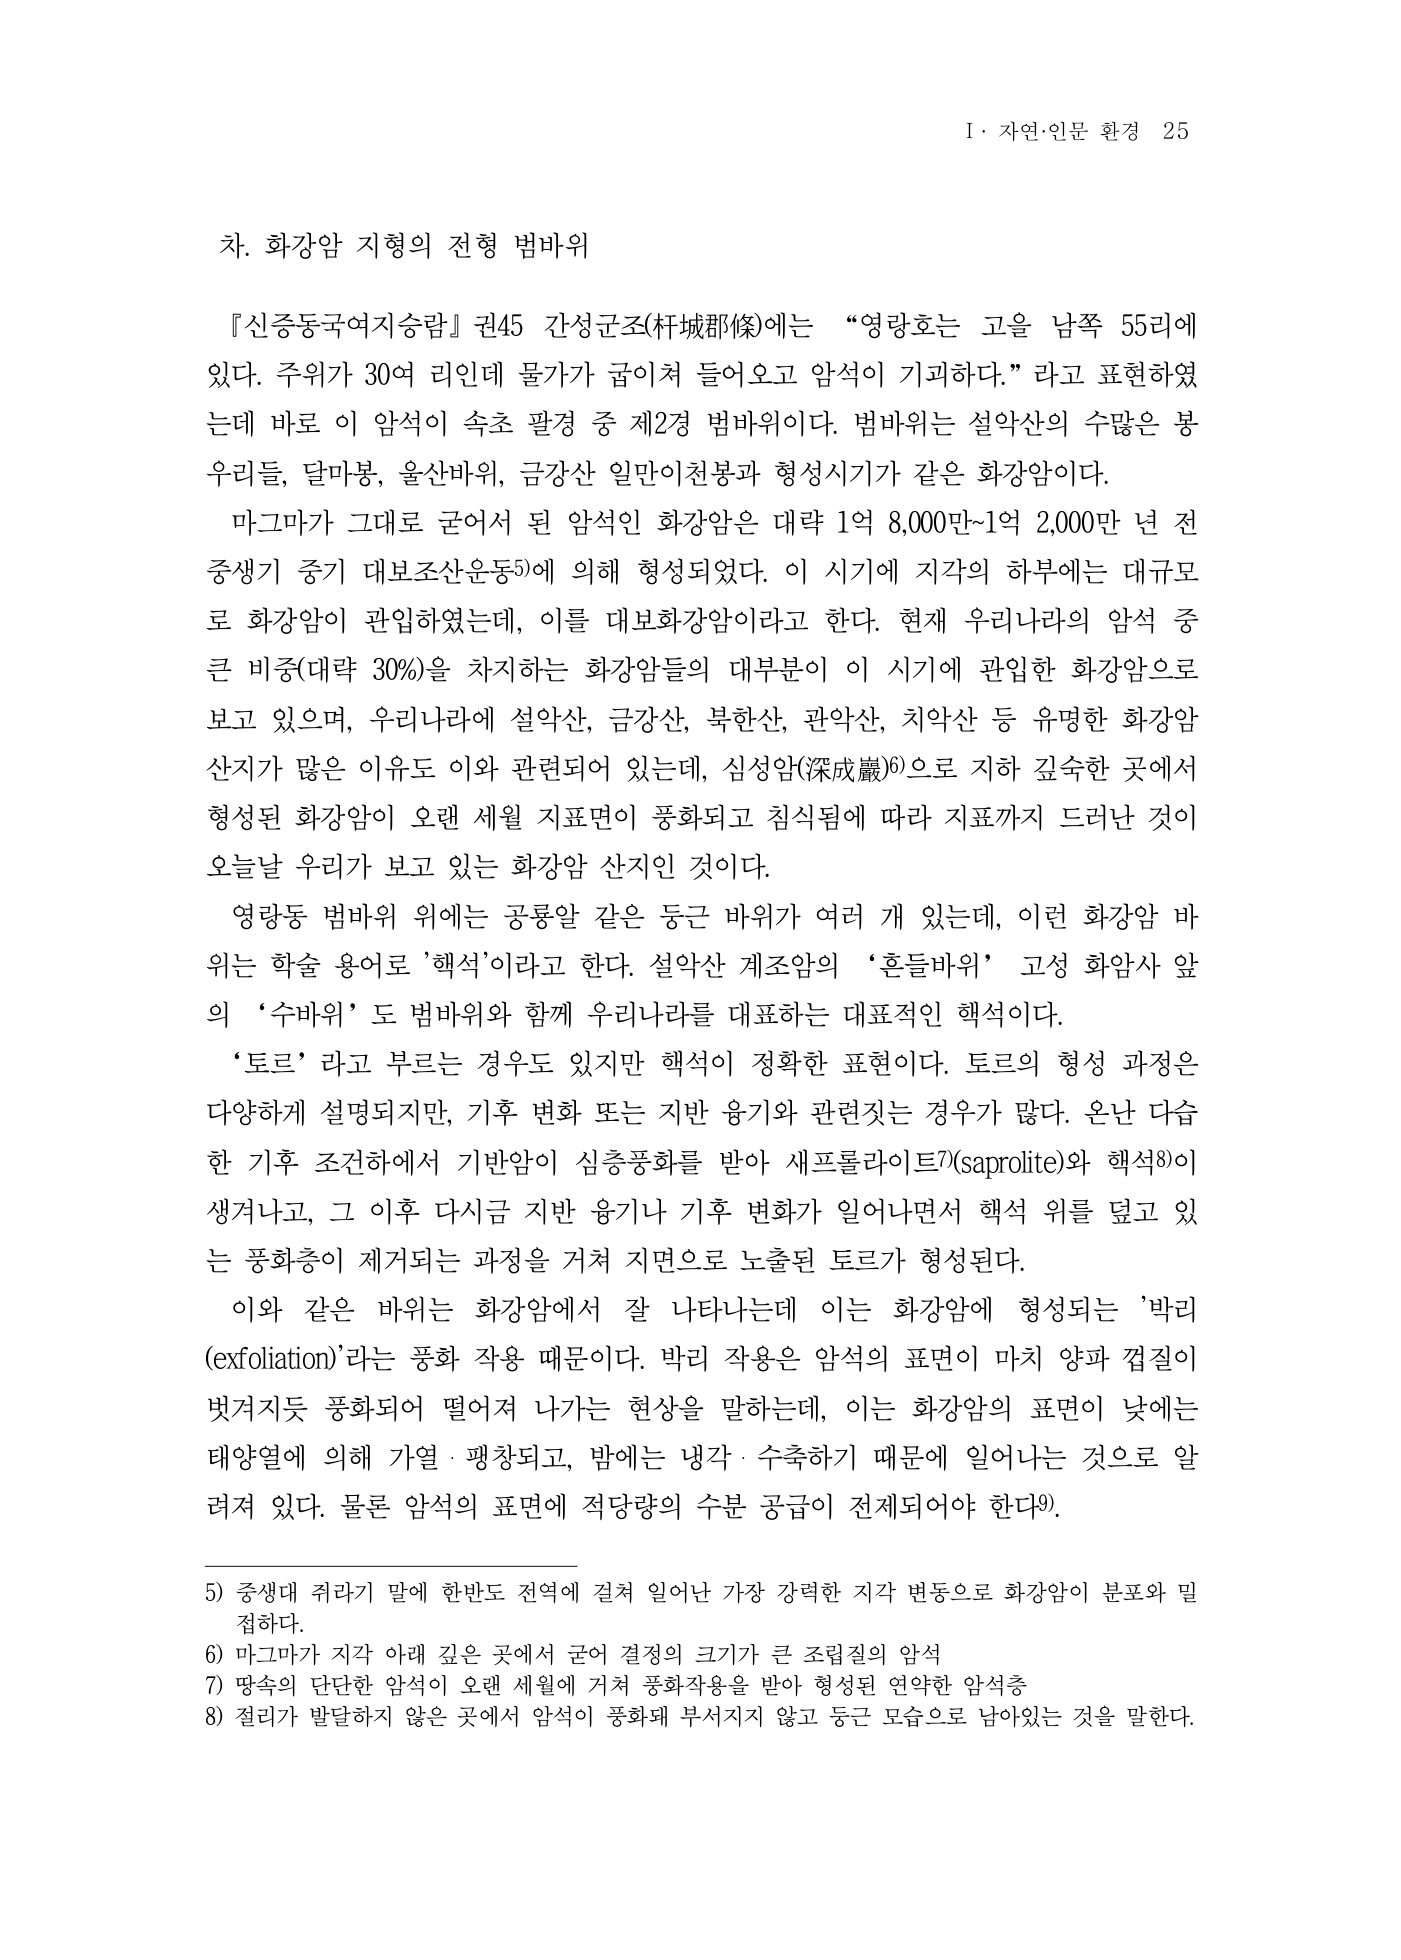 Ⅰ· 자연·인문 환경 25
차. 화강암 지형의 전형 범바위
『신증동국여지승람』권45 간성군조(杆城郡條)에는 “영랑호는 고을 남쪽 55리에
있다. 주위가 30여 리인데 물가가 굽이쳐 들어오고 암석이 기괴하다.”라고 표현하였
는데 바로 이 암석이 속초 팔경 중 제2경 범바위이다. 범바위는 설악산의 수많은 봉
우리들, 달마봉, 울산바위, 금강산 일만이천봉과 형성시기가 같은 화강암이다.
마그마가 그대로 굳어서 된 암석인 화강암은 대략 1억 8,000만~1억 2,000만 년 전
중생기 중기 대보조산운동5)에 의해 형성되었다. 이 시기에 지각의 하부에는 대규모
로 화강암이 관입하였는데, 이를 대보화강암이라고 한다. 현재 우리나라의 암석 중
큰 비중(대략 30%)을 차지하는 화강암들의 대부분이 이 시기에 관입한 화강암으로
보고 있으며, 우리나라에 설악산, 금강산, 북한산, 관악산, 치악산 등 유명한 화강암
산지가 많은 이유도 이와 관련되어 있는데, 심성암(深成巖)6)으로 지하 깊숙한 곳에서
형성된 화강암이 오랜 세월 지표면이 풍화되고 침식됨에 따라 지표까지 드러난 것이
오늘날 우리가 보고 있는 화강암 산지인 것이다.
영랑동 범바위 위에는 공룡알 같은 둥근 바위가 여러 개 있는데, 이런 화강암 바
위는 학술 용어로 ’핵석’이라고 한다. 설악산 계조암의 ‘흔들바위’ 고성 화암사 앞
의 ‘수바위’도 범바위와 함께 우리나라를 대표하는 대표적인 핵석이다.
‘토르’라고 부르는 경우도 있지만 핵석이 정확한 표현이다. 토르의 형성 과정은
다양하게 설명되지만, 기후 변화 또는 지반 융기와 관련짓는 경우가 많다. 온난 다습
한 기후 조건하에서 기반암이 심층풍화를 받아 새프롤라이트7)(saprolite)와 핵석8)이
생겨나고, 그 이후 다시금 지반 융기나 기후 변화가 일어나면서 핵석 위를 덮고 있
는 풍화층이 제거되는 과정을 거쳐 지면으로 노출된 토르가 형성된다.
이와 같은 바위는 화강암에서 잘 나타나는데 이는 화강암에 형성되는 ’박리
(exfoliation)’라는 풍화 작용 때문이다. 박리 작용은 암석의 표면이 마치 양파 껍질이
벗겨지듯 풍화되어 떨어져 나가는 현상을 말하는데, 이는 화강암의 표면이 낮에는
태양열에 의해 가열 · 팽창되고, 밤에는 냉각 · 수축하기 때문에 일어나는 것으로 알
려져 있다. 물론 암석의 표면에 적당량의 수분 공급이 전제되어야 한다9).
5) 중생대 쥐라기 말에 한반도 전역에 걸쳐 일어난 가장 강력한 지각 변동으로 화강암이 분포와 밀
접하다.
6) 마그마가 지각 아래 깊은 곳에서 굳어 결정의 크기가 큰 조립질의 암석
7) 땅속의 단단한 암석이 오랜 세월에 거쳐 풍화작용을 받아 형성된 연약한 암석층
8) 절리가 발달하지 않은 곳에서 암석이 풍화돼 부서지지 않고 둥근 모습으로 남아있는 것을 말한다.